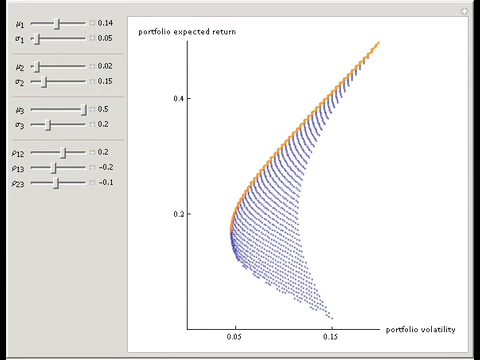 μ1 0.14
σ1 0.05
μ2 0.02
σ2 0.15
μ3 0.5
σ3 0.2
ρ12 0.2
ρ13 -0.2
ρ23 -0.1
portfolio expected return
0.4
0.2
0.05 0.15
portfolio volatility